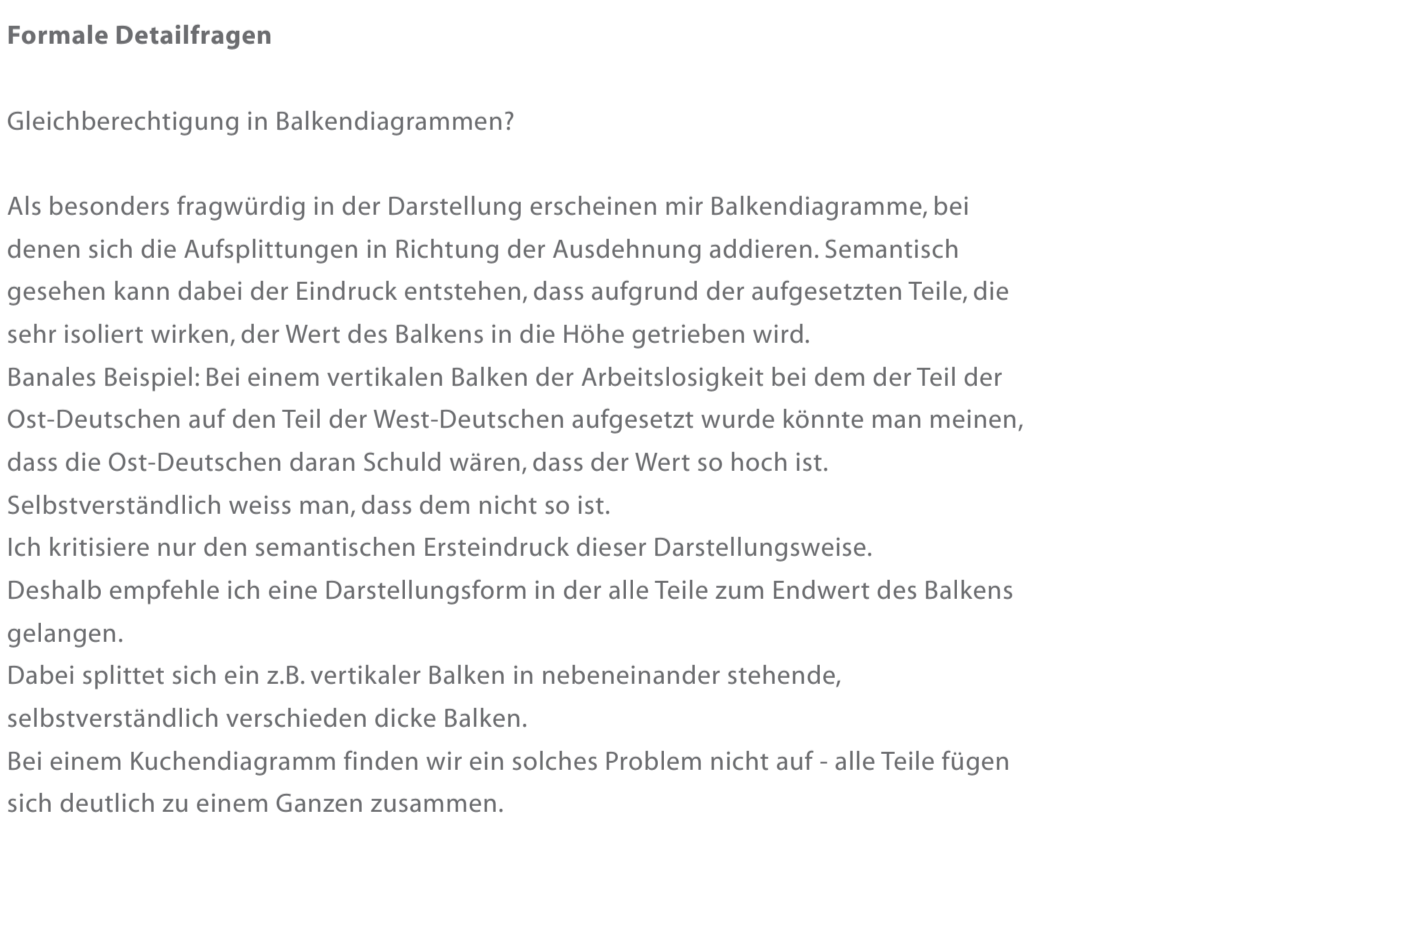 Formale Detailfragen
Gleichberechtigung in Balkendiagrammen?
Als besonders fragwürdig in der Darstellung erscheinen mir Balkendiagramme, bei
denen sich die Aufsplittungen in Richtung der Ausdehnung addieren. Semantisch
gesehen kann dabei der Eindruck entstehen, dass aufgrund der aufgesetzten Teile, die
sehr isoliert wirken, der Wert des Balkens in die Höhe getrieben wird.
Banales Beispiel: Bei einem vertikalen Balken der Arbeitslosigkeit bei dem der Teil der
Ost-Deutschen auf den Teil der West-Deutschen aufgesetzt wurde könnte man meinen,
dass die Ost-Deutschen daran Schuld wären, dass der Wert so hoch ist.
Selbstverständlich weiss man, dass dem nicht so ist.
Ich kritisiere nur den semantischen Ersteindruck dieser Darstellungsweise.
Deshalb empfehle ich eine Darstellungsform in der alle Teile zum Endwert des Balkens
gelangen.
Dabei splittet sich ein z.B. vertikaler Balken in nebeneinander stehende,
selbstverständlich verschieden dicke Balken.
Bei einem Kuchendiagramm finden wir ein solches Problem nicht auf - alle Teile fügen
sich deutlich zu einem Ganzen zusammen.